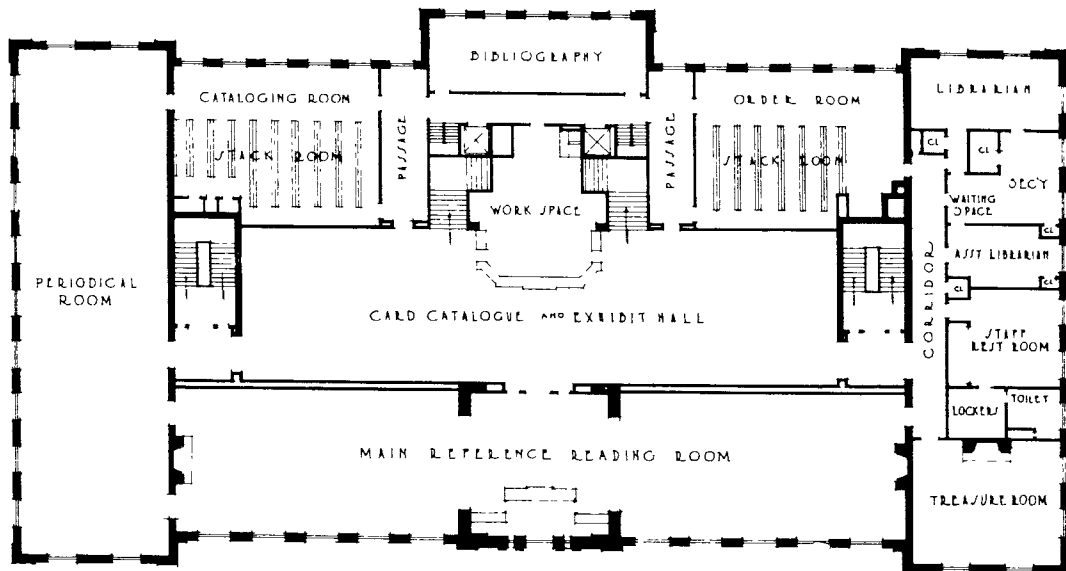 BIBLIOGRAPHY
CATALOGING ROOM
ORDER ROOM
LIBRARIAN
STACK ROOM
PASSAGE
PASSAGE
STACK ROOM
CL
CL
SEC'Y
WORK SPACE
WAITING
SPACE
CL
ASST LIBRARIAN
CL
CL
PERIODICAL
ROOM
CARD CATALOGUE AND EXHIBIT HALL
CORRIDOR
STAFF
REST ROOM
LOCKERS
TOILET
MAIN REFERENCE READING ROOM
TREASURE ROOM